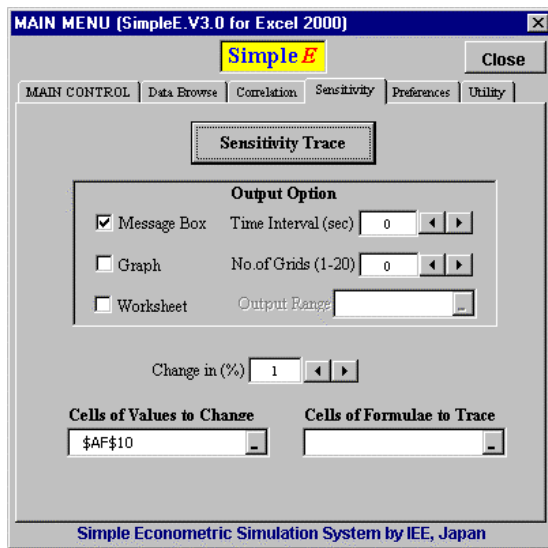 MAIN MENU (SimpleE.V3.0 for Excel 2000)
Simple E
Close
MAIN CONTROL Data Browse Correlation Sensitivity Preferences Utility
Sensitivity Trace
Output Option
Message Box Time Interval (sec) 0
Graph No.of Grids (1-20) 0
Worksheet Output Range _
Change in (%) 1
Cells of Values to Change Cells of Formulae to Trace
$AF$10 _ _
Simple Econometric Simulation System by IEE, Japan